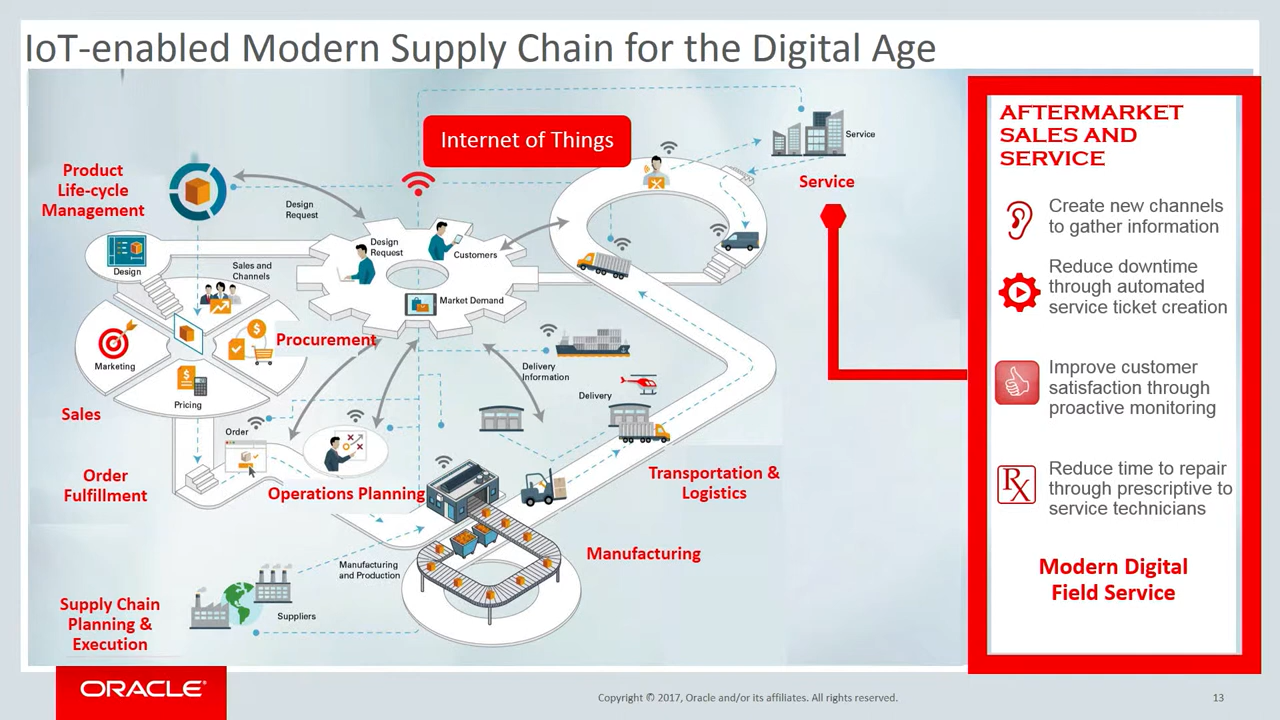 IoT-enabled Modern Supply Chain for the Digital Age
Internet of Things
Service
Service
Product
Life-cycle
Management
Design
Request
Design
Request
Customers
Market Demand
Design
Sales and
Channels
Procurement
Marketing
Pricing
Sales
Order
Delivery
Information
Delivery
Order
Fulfillment
Operations Planning
Transportation &
Logistics
Manufacturing
Manufacturing
and Production
Supply Chain
Planning &
Execution
Suppliers
AFTERMARKET
SALES AND
SERVICE
Create new channels
to gather information
Reduce downtime
through automated
service ticket creation
Improve customer
satisfaction through
proactive monitoring
Rx
Reduce time to repair
through prescriptive to
service technicians
Modern Digital
Field Service
ORACLE®
Copyright © 2017, Oracle and/or its affiliates. All rights reserved.
13